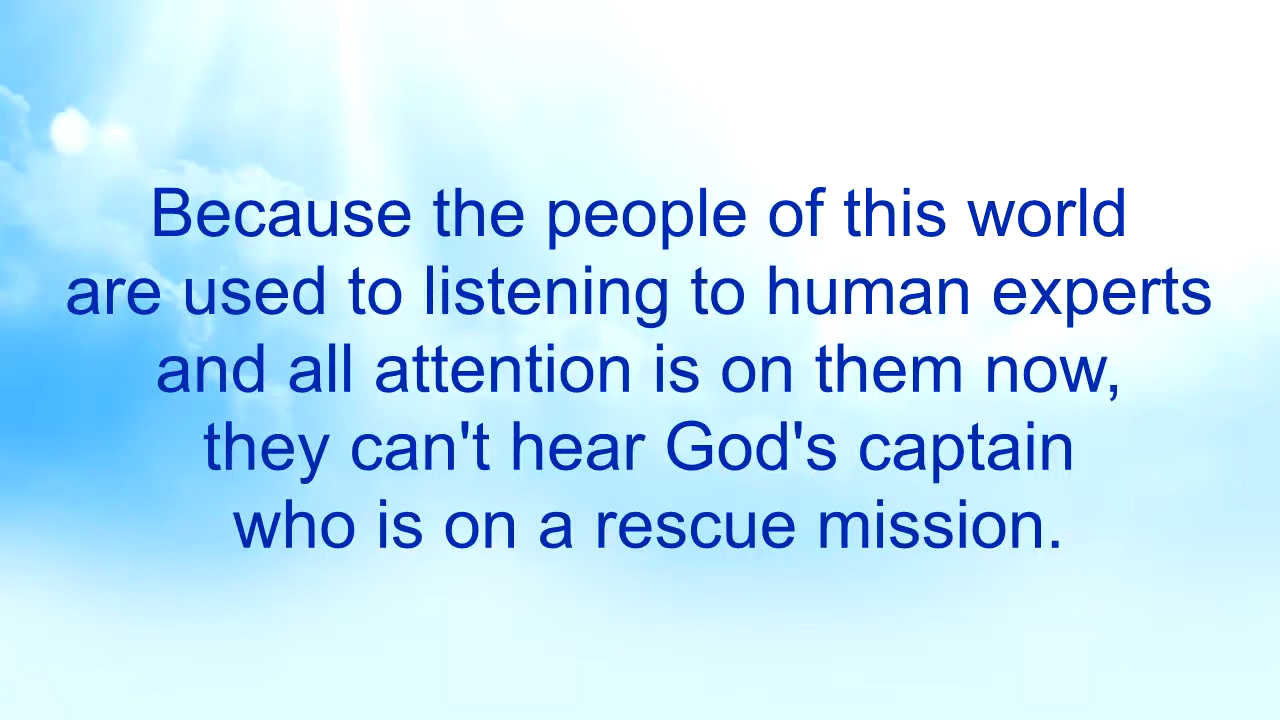 Because the people of this world
are used to listening to human experts
and all attention is on them now,
they can't hear God's captain
who is on a rescue mission.